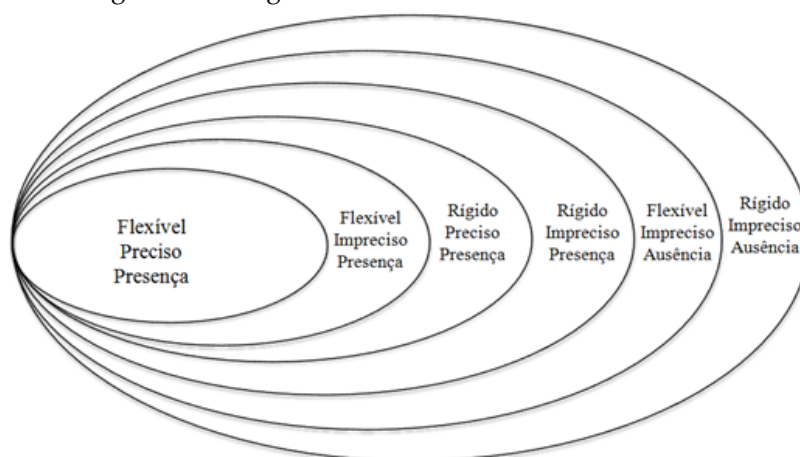 Flexível
Preciso
Presença
Flexível
Impreciso
Presença
Rígido
Preciso
Presença
Rígido
Impreciso
Presença
Flexível
Impreciso
Ausência
Rígido
Impreciso
Ausência